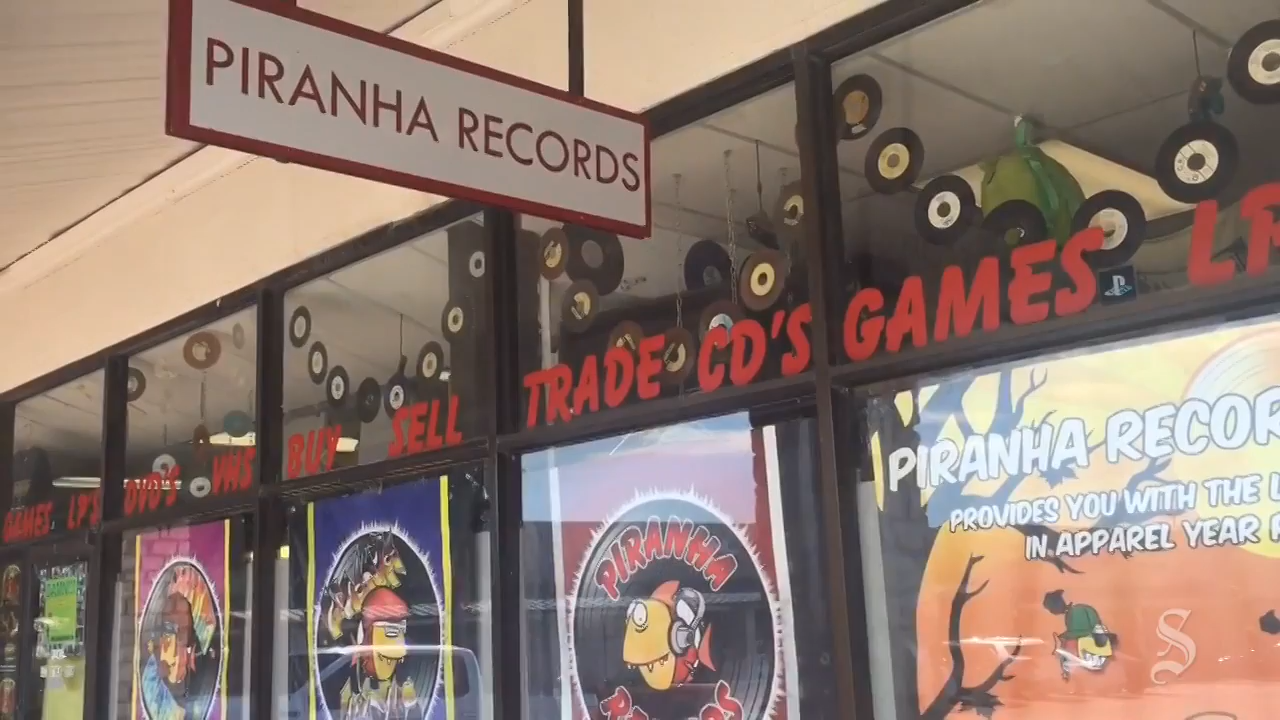 PIRANHA RECORDS
GAMES LP'S DVD'S VHS BUY SELL TRADE CD'S GAMES LP
PIRANHA RECOR
PROVIDES YOU WITH THE L
IN APPAREL YEAR
PIRANHA
RECORDS
S